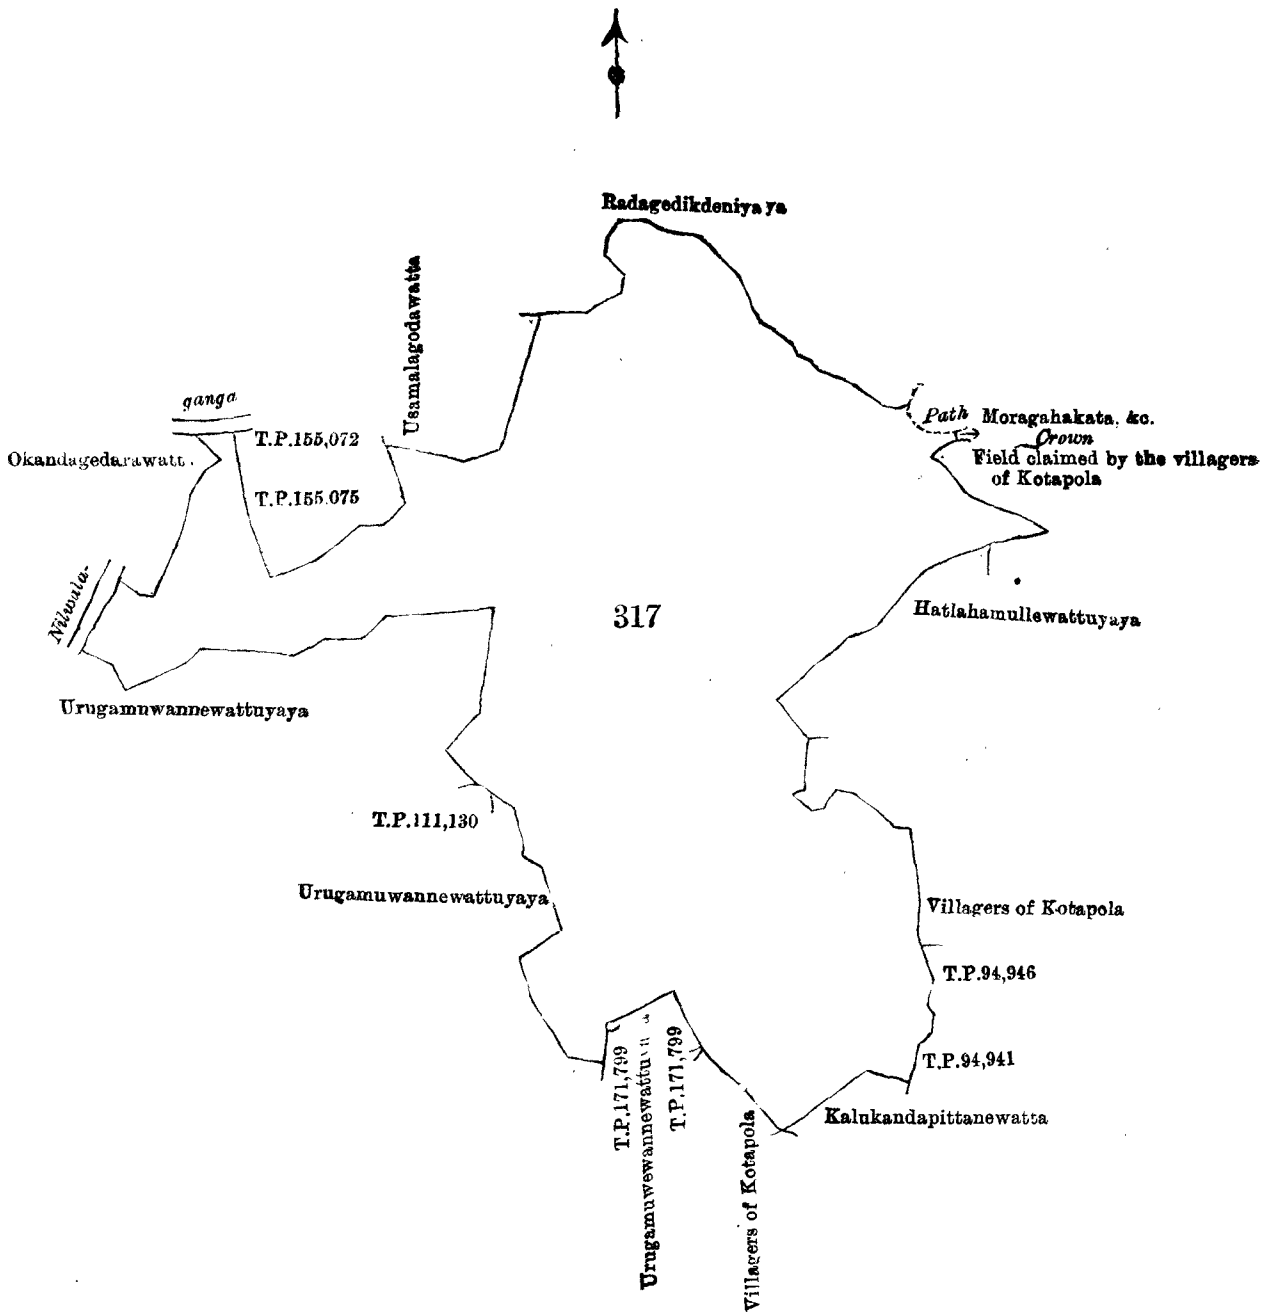 Radagedikdeniyaya
Usamalagodawatta
ganga
T.P.155,072
Okandagedarawatt
T.P.155.075
Path
Moragahakata, &c.
Crown
Field claimed by the villagers
of Kotapola
Nilwala-
317
Hatlahamullewattuyaya
Urugamuwannewattuyaya
T.P.111,130
Urugamuwannewattuyaya
Villagers of Kotapola
T.P.94,946
T.P.94,941
T.P.171,799
T.P.171,799
Kalukandapittanewatta
Villagers of Kotapola